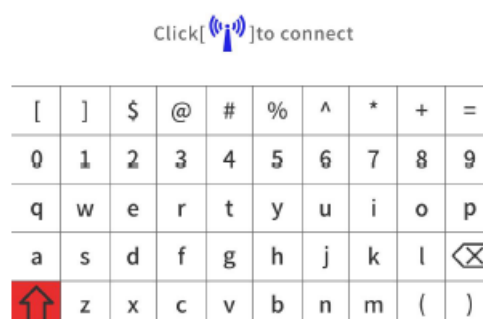 Click[ ]to connect
[ ] $ @ # % ^ * + =
0 1 2 3 4 5 6 7 8 9
q w e r t y u i o p
a s d f g h j k l
z x c v b n m ( )